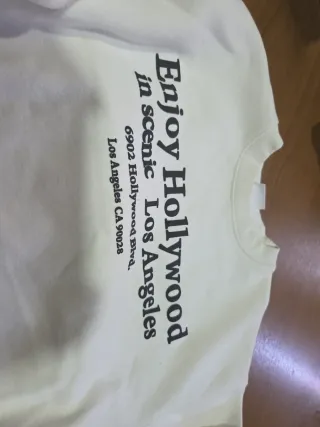 Enjoy Hollywood
in scenic Los Angeles
6902 Hollywood Blvd.
Los Angeles CA 90028